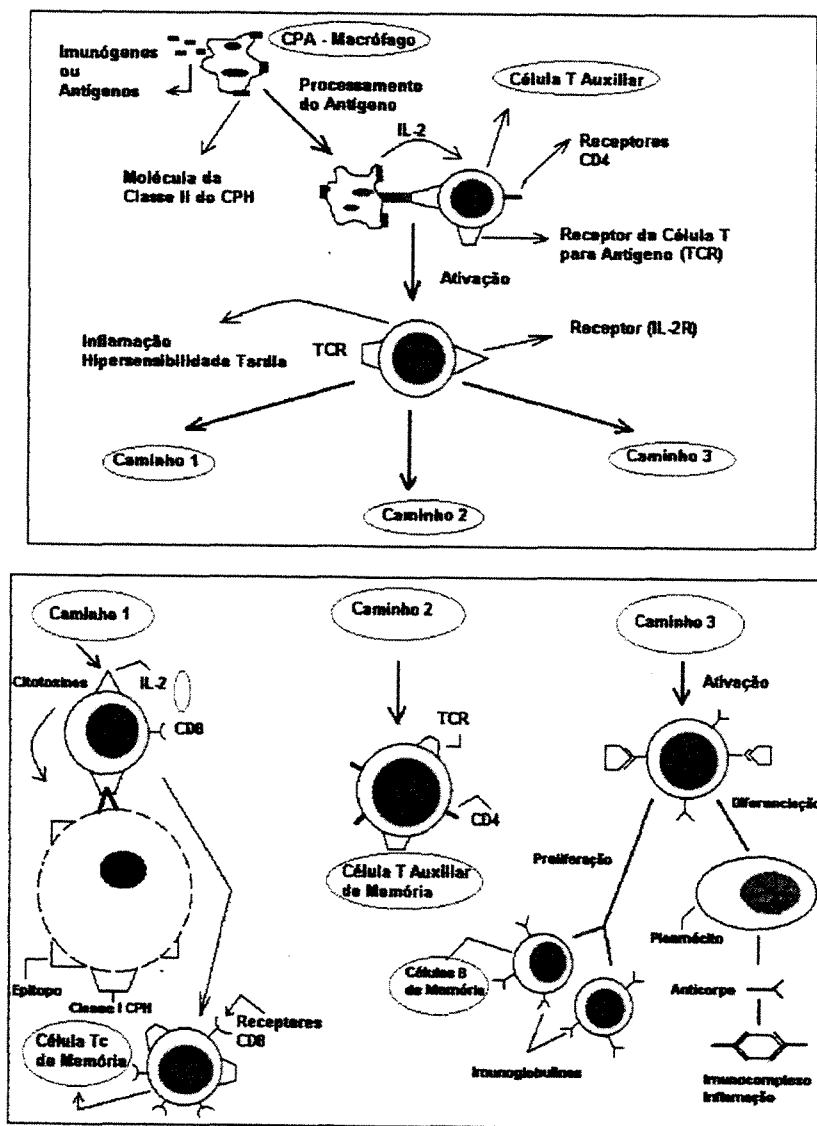 Imunógenos
ou
Antígenos
CPA - Macrófago
Processamento
do Antígeno
Célula T Auxiliar
IL-2
Receptores
CD4
Molécula da
Classe II do CPH
Receptor da Célula T
para Antígeno (TCR)
Ativação
Inflamação
Hipersensibilidade Tardia
TCR
Receptor (IL-2R)
Caminho 1
Caminho 2
Caminho 3
Caminho 1
Citotoxinas
IL-2
CD8
Epítopo
Classe I CPH
Receptores
CD8
Célula Tc
de Memória
Caminho 2
TCR
CD4
Célula T Auxiliar
de Memória
Caminho 3
Ativação
Diferenciação
Proliferação
Plasmócito
Células B
de Memória
Anticorpo
Imunoglobulinas
Imunocomplexo
Inflamação